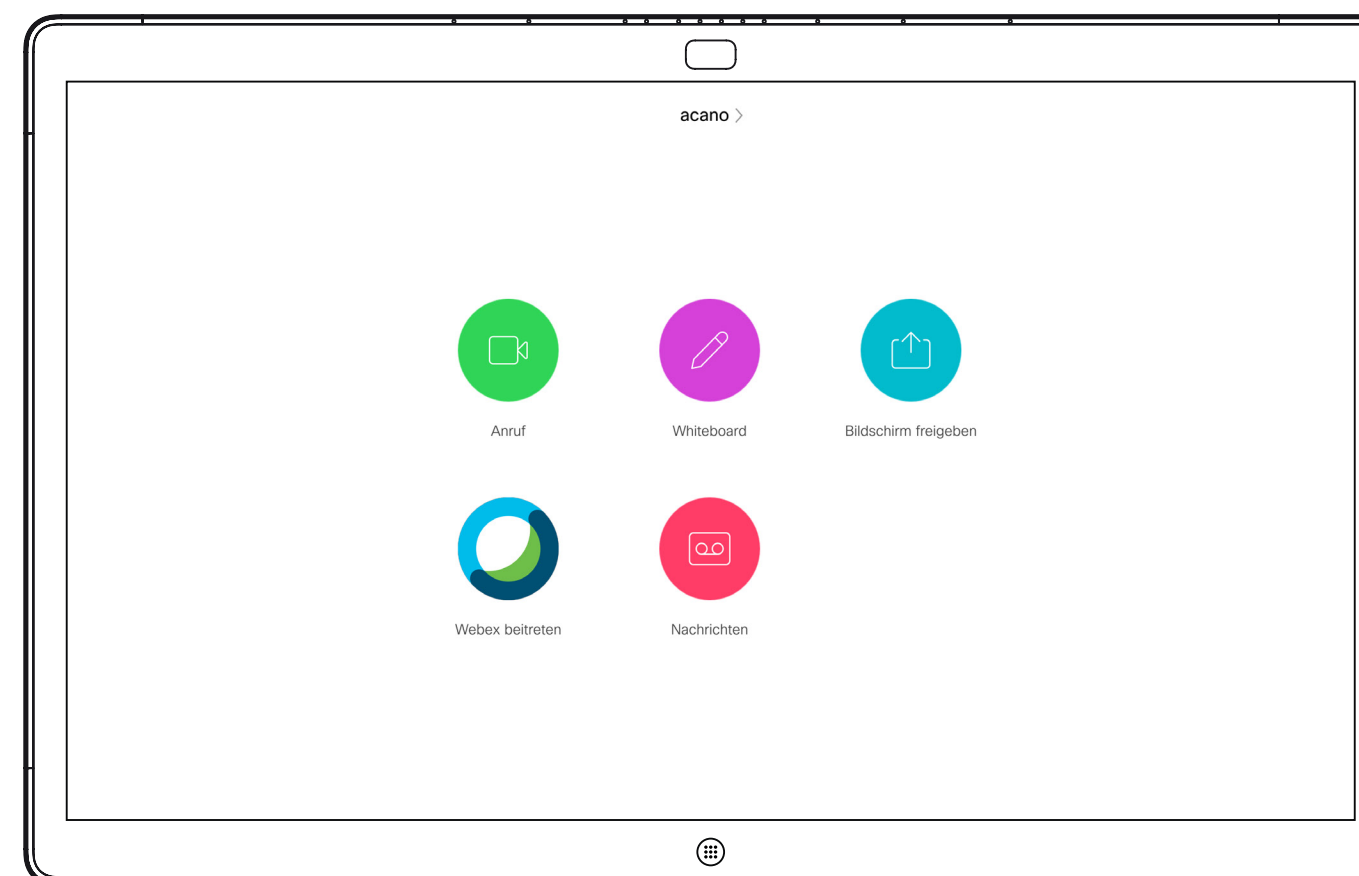 acano
Anruf
Whiteboard
Bildschirm freigeben
Webex beitreten
Nachrichten